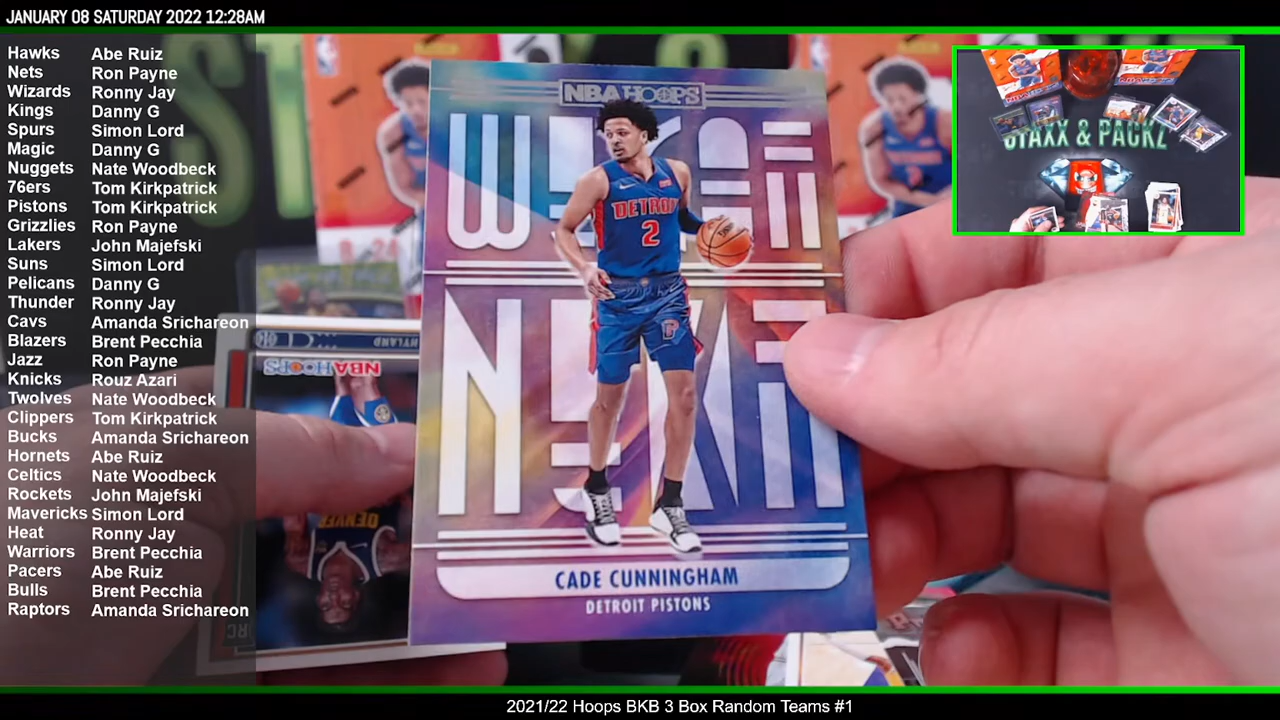 JANUARY 08 SATURDAY 2022 12:28AM
Hawks Abe Ruiz
Nets Ron Payne
Wizards Ronny Jay
Kings Danny G
Spurs Simon Lord
Magic Danny G
Nuggets Nate Woodbeck
76ers Tom Kirkpatrick
Pistons Tom Kirkpatrick
Grizzlies Ron Payne
Lakers John Majefski
Suns Simon Lord
Pelicans Danny G
Thunder Ronny Jay
Cavs Amanda Srichareon
Blazers Brent Pecchia
Jazz Ron Payne
Knicks Rouz Azari
Twolves Nate Woodbeck
Clippers Tom Kirkpatrick
Bucks Amanda Srichareon
Hornets Abe Ruiz
Celtics Nate Woodbeck
Rockets John Majefski
Mavericks Simon Lord
Heat Ronny Jay
Warriors Brent Pecchia
Pacers Abe Ruiz
Bulls Brent Pecchia
Raptors Amanda Srichareon
NBA HOOPS
DETROIT
2
CADE CUNNINGHAM
DETROIT PISTONS
NBA HOOPS
DENVER
STAXX & PACKZ
2021/22 Hoops BKB 3 Box Random Teams #1